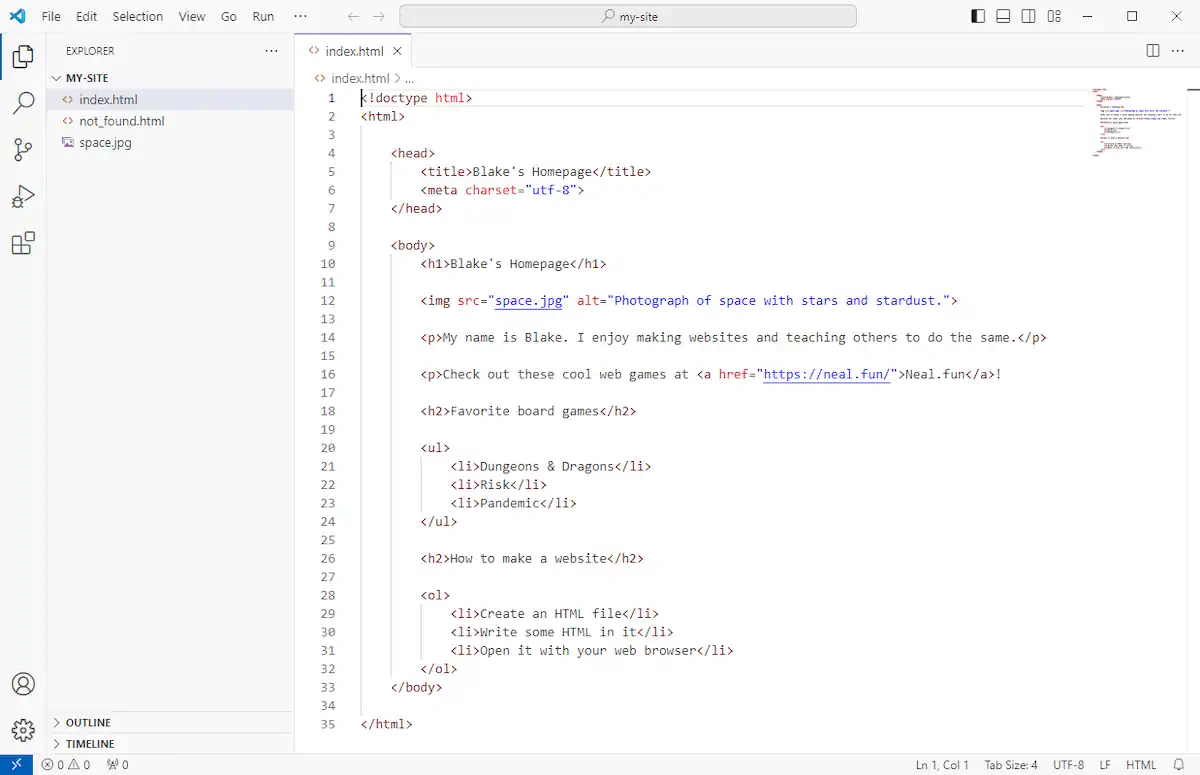 File Edit Selection View Go Run ···
my-site
EXPLORER ···
MY-SITE
index.html
not_found.html
space.jpg
OUTLINE
TIMELINE
index.html
index.html > ...
1 <!doctype html>
2 <html>
3
4 <head>
5 <title>Blake's Homepage</title>
6 <meta charset="utf-8">
7 </head>
8
9 <body>
10 <h1>Blake's Homepage</h1>
11
12 <img src="space.jpg" alt="Photograph of space with stars and stardust.">
13
14 <p>My name is Blake. I enjoy making websites and teaching others to do the same.</p>
15
16 <p>Check out these cool web games at <a href="https://neal.fun/">Neal.fun</a>!
17
18 <h2>Favorite board games</h2>
19
20 <ul>
21 <li>Dungeons & Dragons</li>
22 <li>Risk</li>
23 <li>Pandemic</li>
24 </ul>
25
26 <h2>How to make a website</h2>
27
28 <ol>
29 <li>Create an HTML file</li>
30 <li>Write some HTML in it</li>
31 <li>Open it with your web browser</li>
32 </ol>
33 </body>
34
35 </html>
0 0 0 Ln 1, Col 1 Tab Size: 4 UTF-8 LF HTML